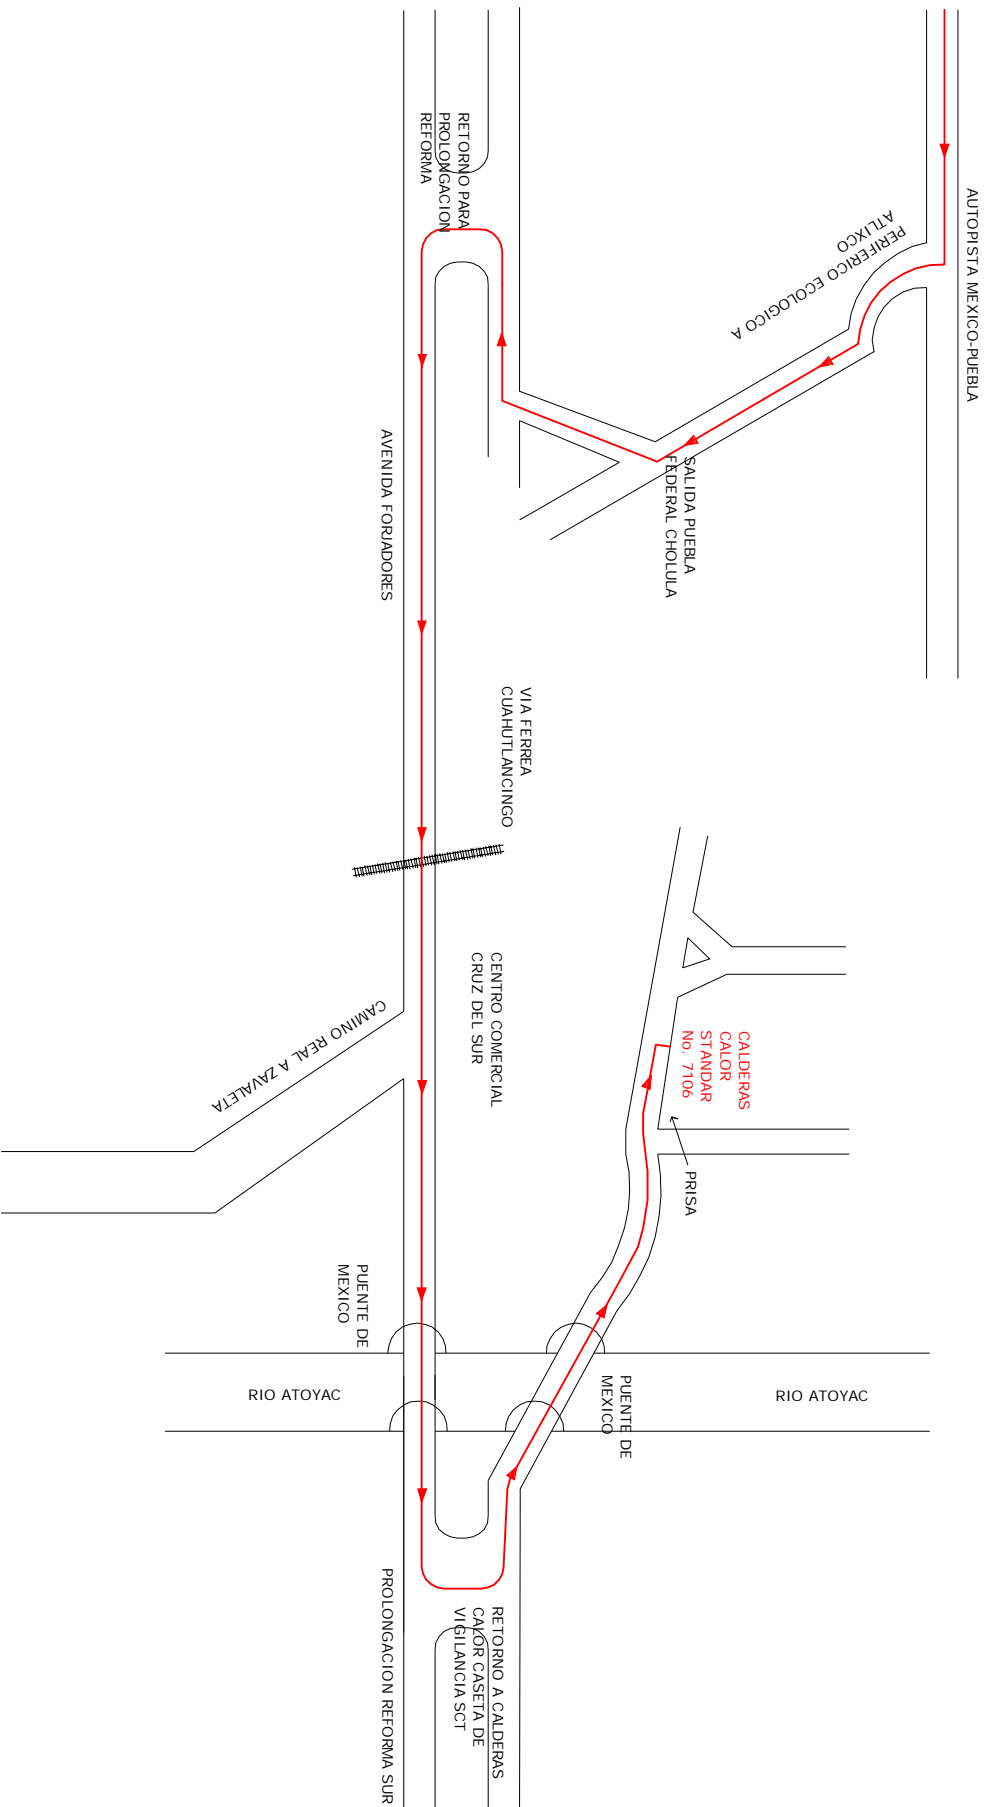 AUTOPISTA MEXICO-PUEBLA
PERIFERICO ECOLOGICO A
ATLIXCO
SALIDA PUEBLA
FEDERAL CHOLULA
RETORNO PARA
PROLONGACION
REFORMA
AVENIDA FORJADORES
VIA FERREA
CUAHUTLANCINGO
CENTRO COMERCIAL
CRUZ DEL SUR
CAMINO REAL A ZAVALETA
CALDERAS
CALOR
STANDAR
No. 7106
PRISA
PUENTE DE
MEXICO
RIO ATOYAC
PUENTE DE
MEXICO
RIO ATOYAC
RETORNO A CALDERAS
CALOR CASETA DE
VIGILANCIA SCT
PROLONGACION REFORMA SUR